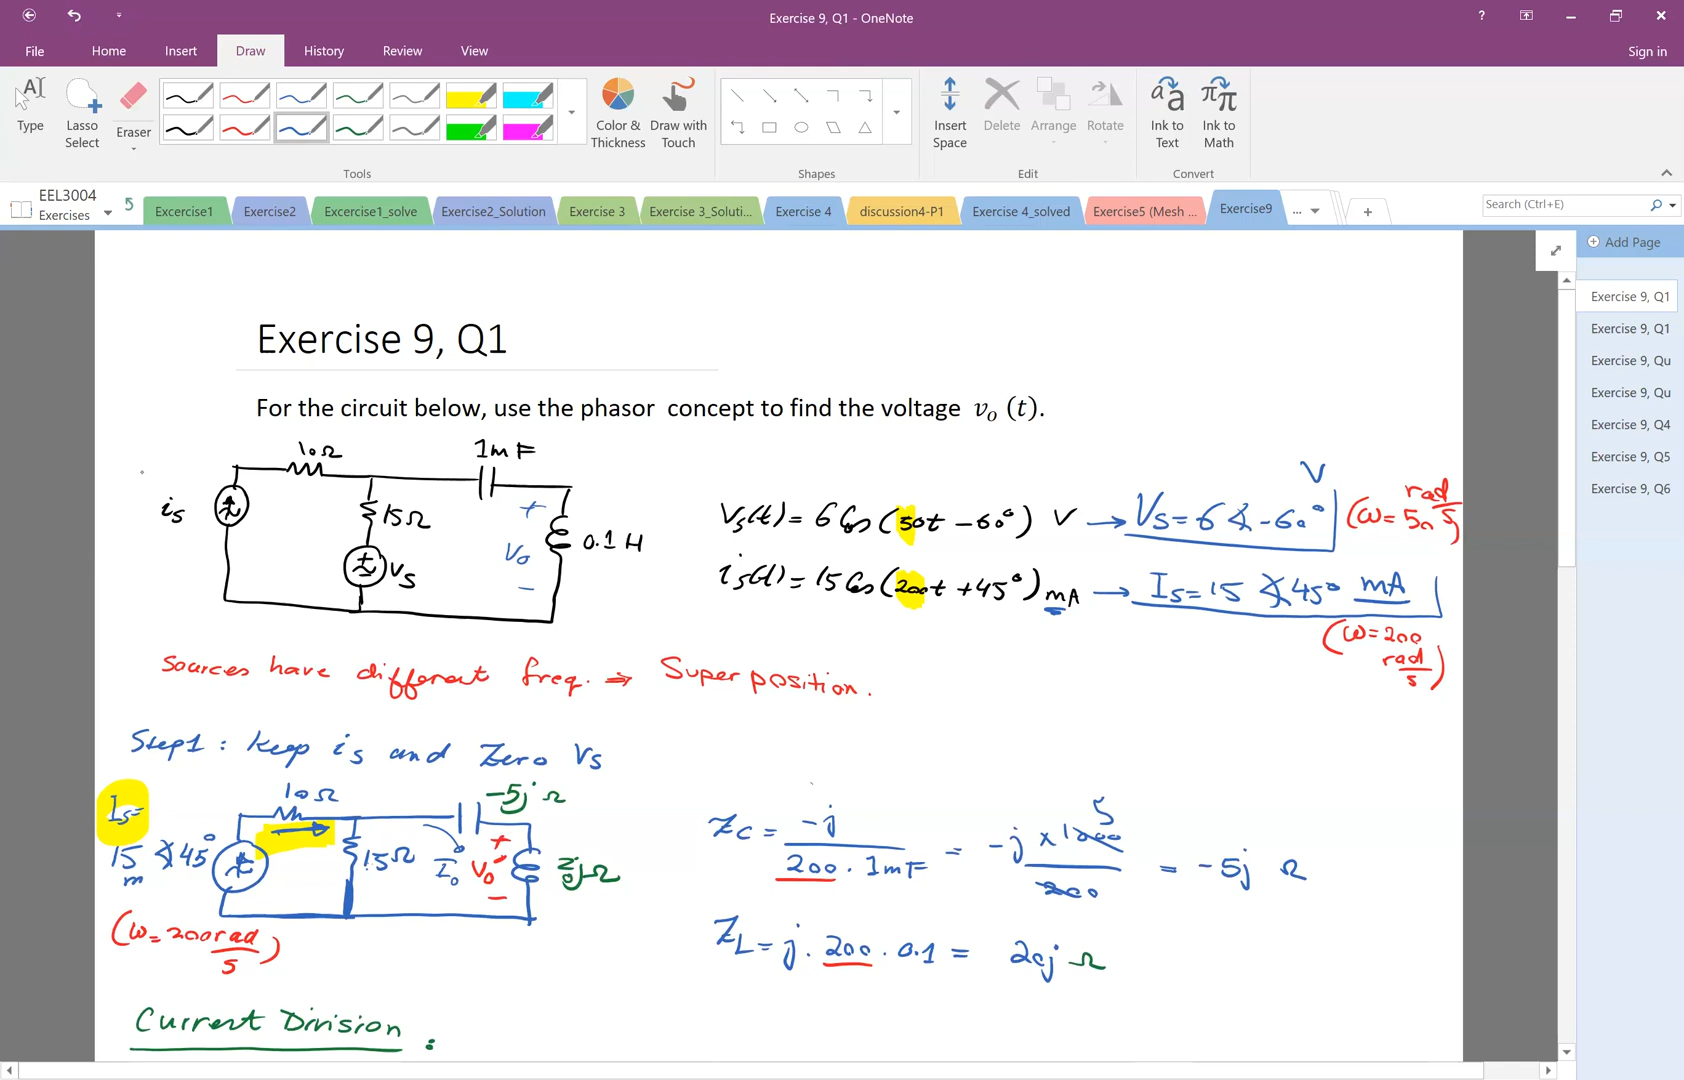 Exercise 9, Q1 - OneNote
?
File Home Insert Draw History Review View Sign in
Type Lasso Select Eraser Color & Thickness Draw with Touch Insert Space Delete Arrange Rotate Ink to Text Ink to Math
Tools Shapes Edit Convert
EEL3004 Exercises
Excercise1 Exercise2 Excercise1_solve Exercise2_Solution Exercise 3 Exercise 3_Soluti... Exercise 4 discussion4-P1 Exercise 4_solved Exercise5 (Mesh ... Exercise9 ... +
Search (Ctrl+E)
Add Page
Exercise 9, Q1
Exercise 9, Q1
Exercise 9, Qu
Exercise 9, Qu
Exercise 9, Q4
Exercise 9, Q5
Exercise 9, Q6
Exercise 9, Q1
For the circuit below, use the phasor concept to find the voltage vₒ (t).
10Ω 1mF
is 15Ω + Vo - 0.1 H
Vs
Vs(t) = 6 Cos(50t - 60°) V → Vs = 6 ∡ -60° V (ω = 50 rad/s)
is(t) = 15 Cos(200t + 45°) mA → Is = 15 ∡ 45° mA
(ω = 200 rad/s)
Sources have different freq. ⇒ Superposition.
Step1 : Keep is and Zero Vs
Is= 15 m ∡ 45°
10Ω -5j Ω
15Ω Io + Vo - 20jΩ
(ω = 200 rad/s)
Zc = -j / 200 . 1mF = -j × 1000 5 / 200 = -5j Ω
ZL = j . 200 . 0.1 = 20j Ω
Current Division :